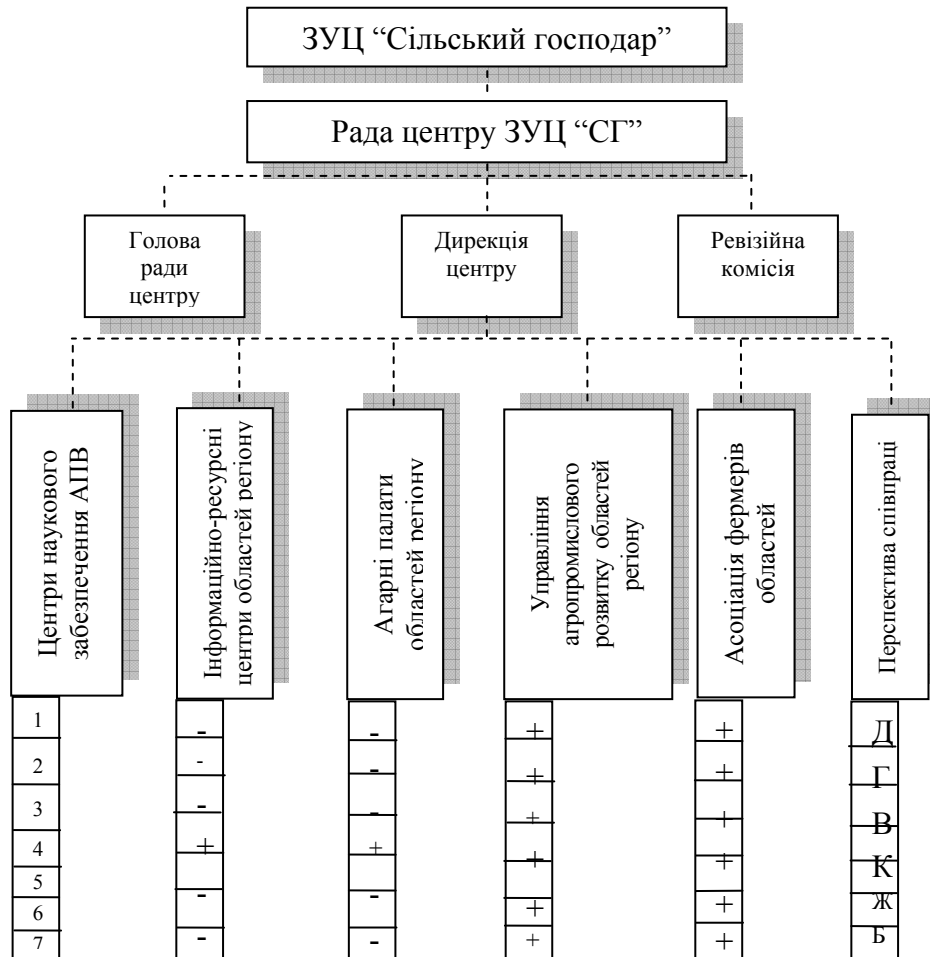 ЗУЦ “Сільський господар”
Рада центру ЗУЦ “СГ”
Голова
ради
центру
Дирекція
центру
Ревізійна
комісія
Центри наукового
забезпечення АПВ
Інформаційно-ресурсні
центри областей регіону
Агарні палати
областей регіону
Управління
агропромислового
розвитку областей
регіону
Асоціація фермерів
областей
Перспектива співпраці
1 - - + + Д
2 - - + + Г
3 - - + + В
4 + + + + К
5
6 - - + + Ж
7 - - + + Б